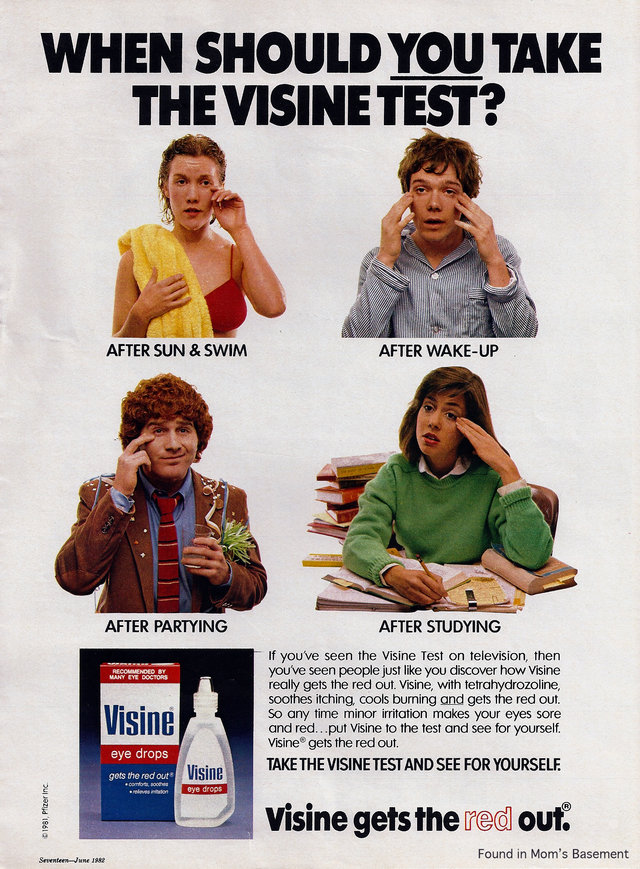 WHEN SHOULD YOU TAKE
THE VISINE TEST?
AFTER SUN & SWIM
AFTER WAKE-UP
AFTER PARTYING
AFTER STUDYING
RECOMMENDED BY
MANY EYE DOCTORS
Visine®
eye drops
gets the red out®
• comforts, soothes
• relieves irritation
Visine
eye drops
If you've seen the Visine Test on television, then
you've seen people just like you discover how Visine
really gets the red out. Visine, with tetrahydrozoline,
soothes itching, cools burning and gets the red out.
So any time minor irritation makes your eyes sore
and red...put Visine to the test and see for yourself.
Visine® gets the red out.
TAKE THE VISINE TEST AND SEE FOR YOURSELF.
Visine gets the red out.®
© 1981, Pfizer Inc.
Seventeen—June 1982
Found in Mom's Basement